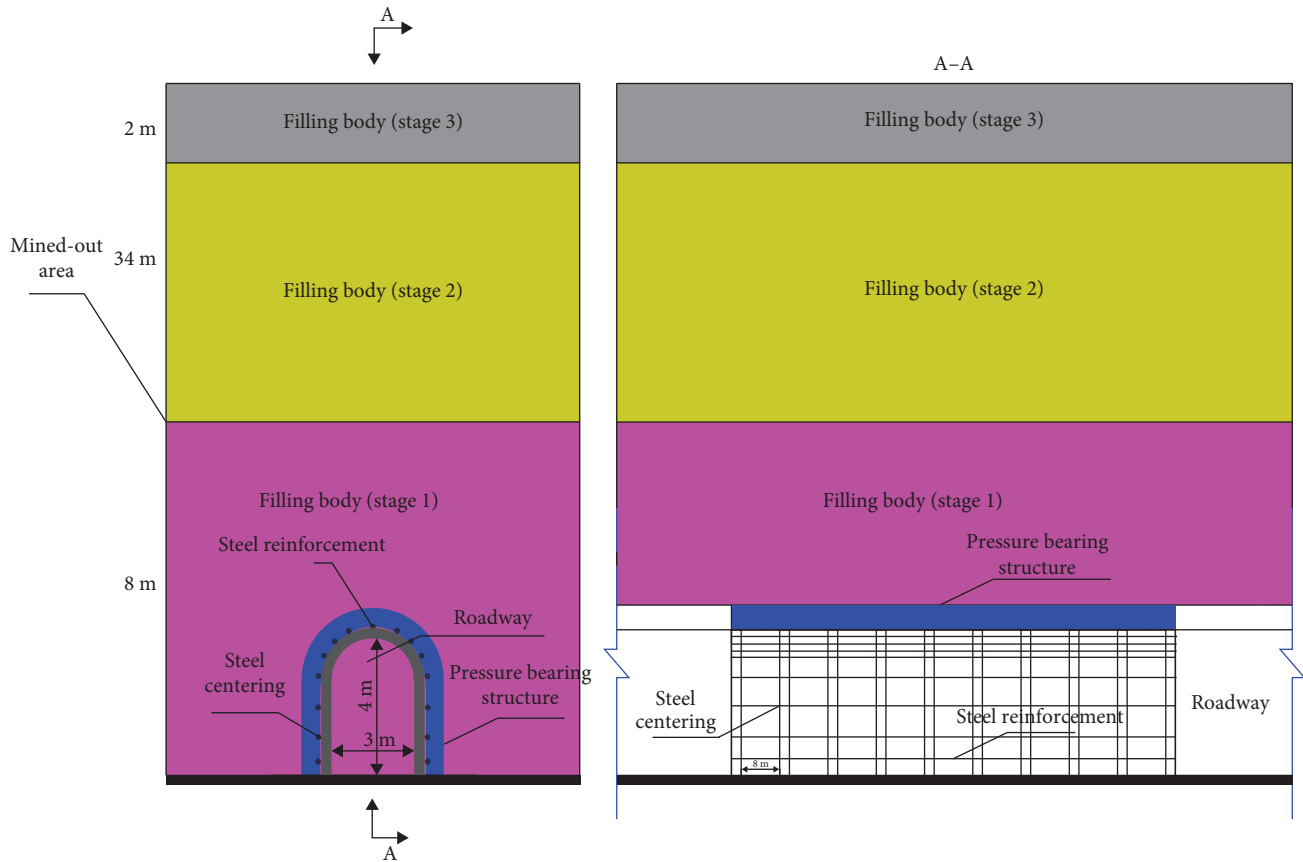 A
A–A
2 m
Filling body (stage 3)
Filling body (stage 3)
Mined-out
area
34 m
Filling body (stage 2)
Filling body (stage 2)
Filling body (stage 1)
Filling body (stage 1)
Steel reinforcement
Pressure bearing
structure
8 m
Roadway
Steel
centering
4 m
Pressure bearing
structure
3 m
Steel
centering
Steel reinforcement
Roadway
8 m
A